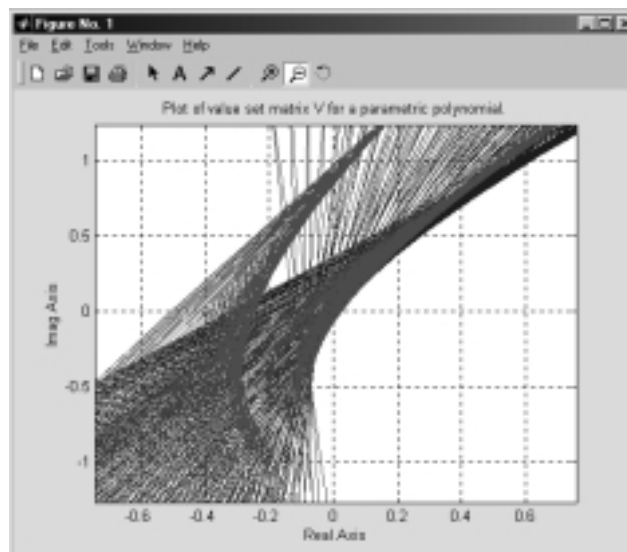 Figure No. 1
File Edit Tools Window Help
A
Plot of value set matrix V for a parametric polynomial.
1
0.5
0
-0.5
-1
Imag Axis
-0.6 -0.4 -0.2 0 0.2 0.4 0.6
Real Axis